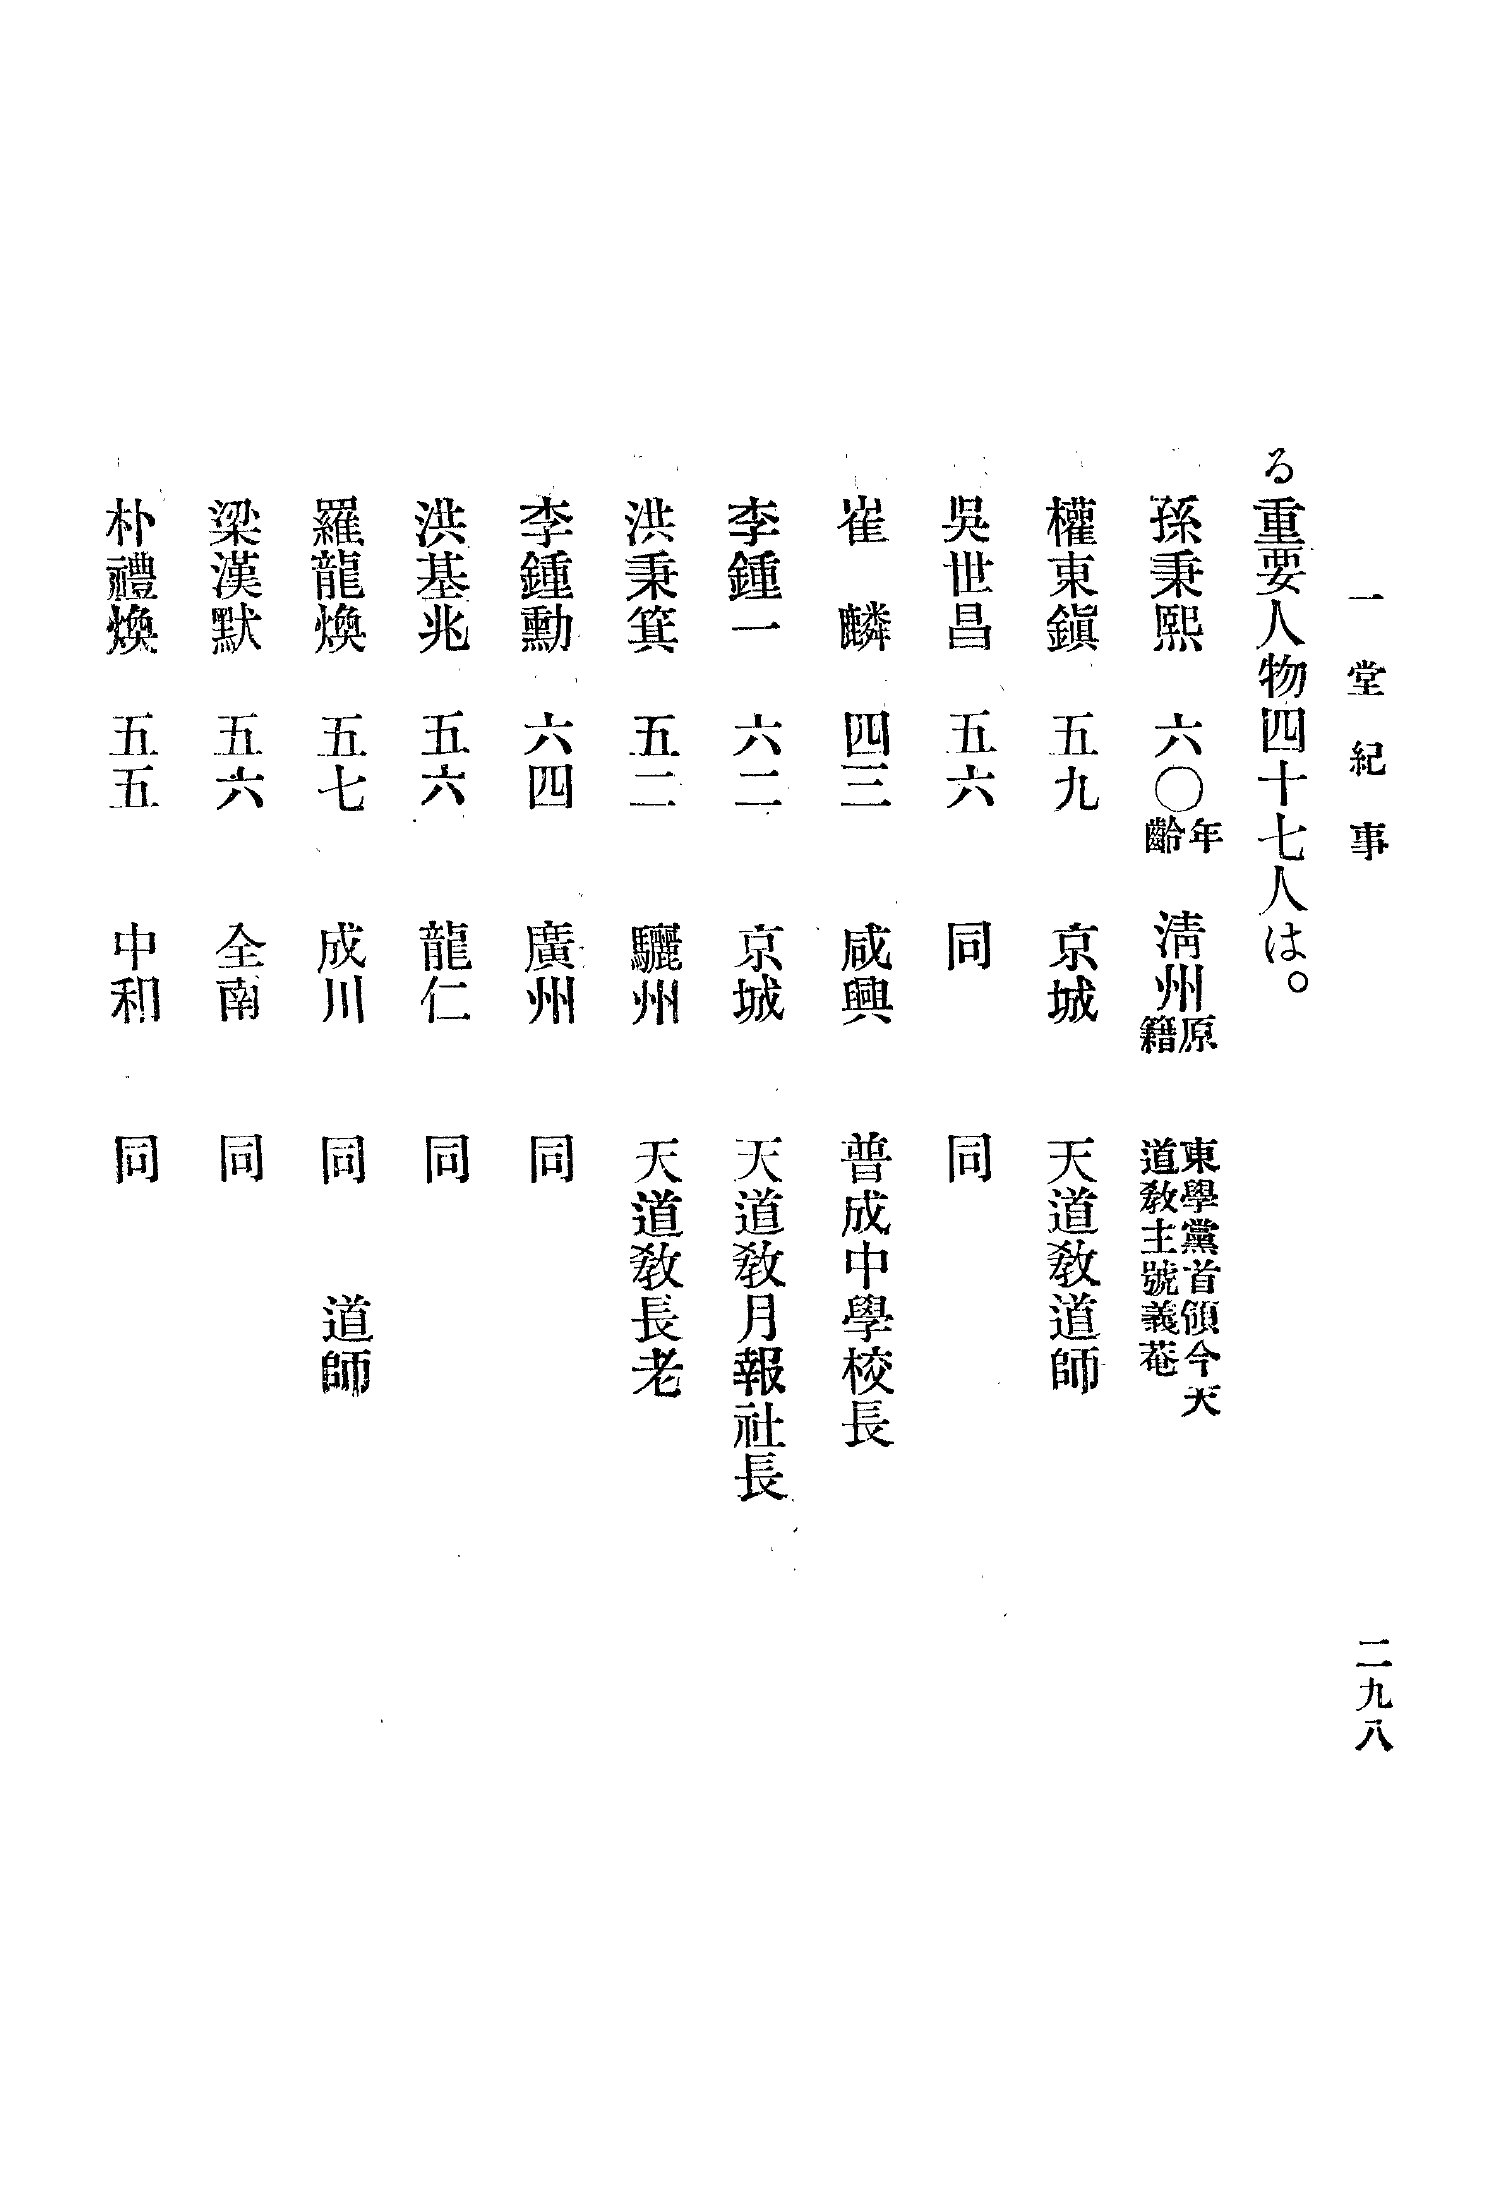 一堂紀事
二九八
る重要人物四十七人は。
孫秉熙　六〇年齡　淸州原籍　東學黨首領今天道敎主號義菴
權東鎭　五九　京城　天道敎道師
吳世昌　五六　同　同
崔　麟　四三　咸興　普成中學校長
李鍾一　六二　京城　天道敎月報社長
洪秉箕　五二　驪州　天道敎長老
李鍾勳　六四　廣州　同
洪基兆　五六　龍仁　同
羅龍煥　五七　成川　同　道師
梁漢默　五六　全南　同
朴禮煥　五五　中和　同